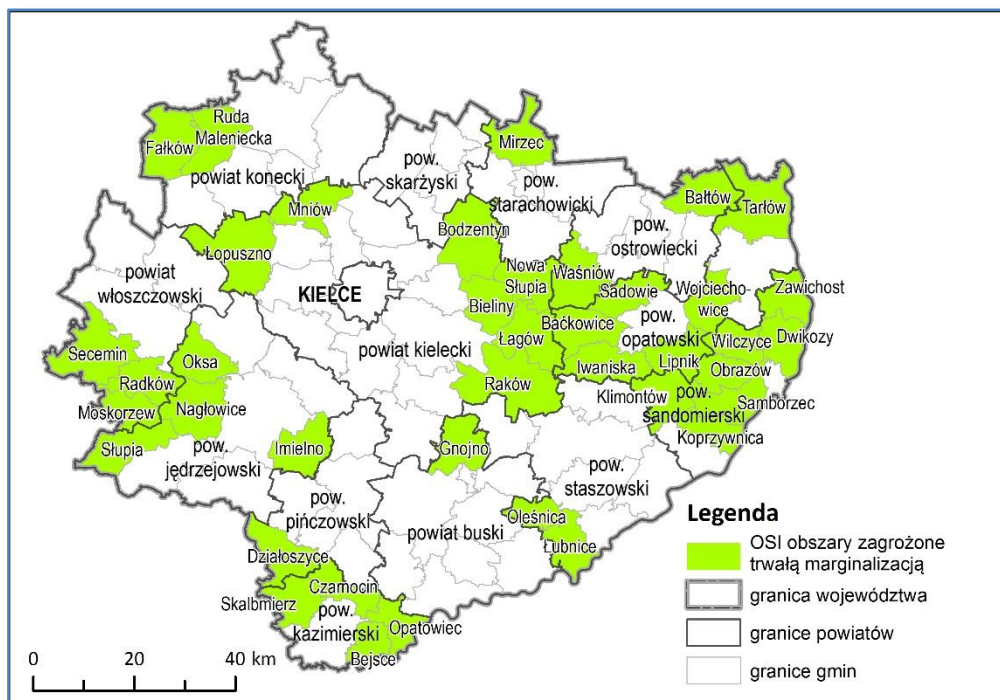 Ruda
Maleniecka
Fałków
powiat konecki
pow.
skarżyski
Mirzec
pow.
starachowicki
Mniów
Bodzentyn
Bałtów
Tarłów
pow.
ostrowiecki
Łopuszno
powiat
włoszczowski
KIELCE
Nowa
Słupia
Waśniów
Sadowie
Wojciecho-
wice
Zawichost
Bieliny
Baćkowice
pow.
opatowski
Wilczyce
Dwikozy
Secemin
Oksa
powiat kielecki
Łagów
Iwaniska
Lipnik
Obrazów
Radków
Raków
Klimontów
pow.
sandomierski
Samborzec
Moskorzew
Nagłowice
Koprzywnica
Słupia
pow.
jędrzejowski
Imielno
Gnojno
pow.
staszowski
pow.
pińczowski
powiat buski
Oleśnica
Łubnice
Działoszyce
Czarnocin
Skalbmierz
pow.
kazimierski
Opatowiec
Bejsce
0 20 40 km
Legenda
OSI obszary zagrożone
trwałą marginalizacją
granica województwa
granice powiatów
granice gmin